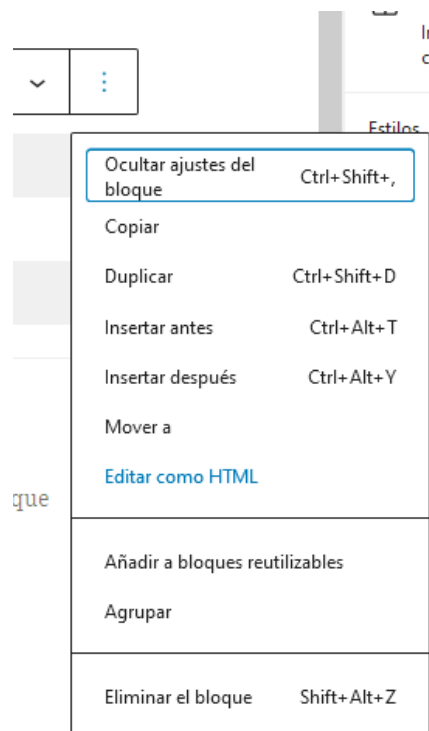 Estilos
Ocultar ajustes del
bloque Ctrl+Shift+,
Copiar
Duplicar Ctrl+Shift+D
Insertar antes Ctrl+Alt+T
Insertar después Ctrl+Alt+Y
Mover a
Editar como HTML
que
Añadir a bloques reutilizables
Agrupar
Eliminar el bloque Shift+Alt+Z